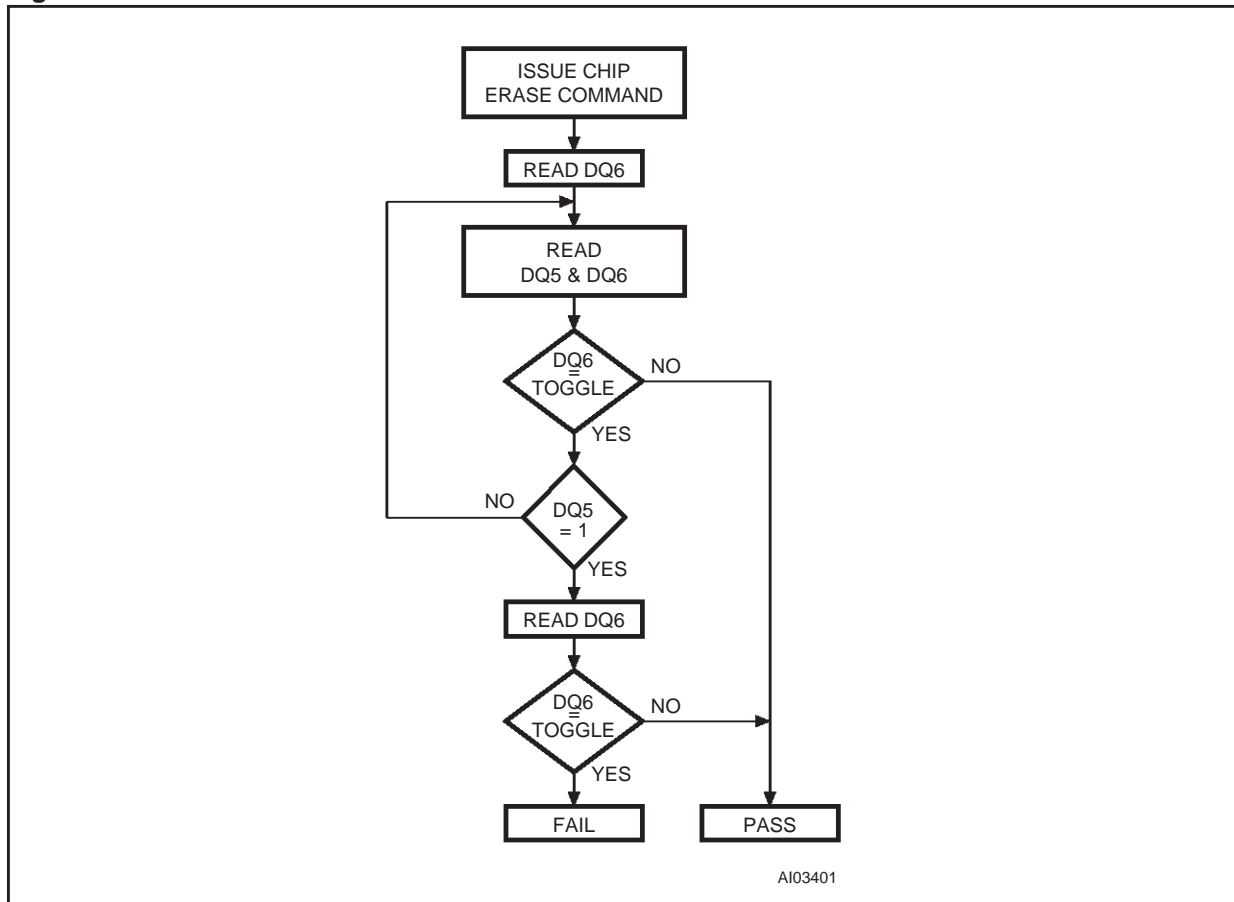 ISSUE CHIP
ERASE COMMAND
READ DQ6
READ
DQ5 & DQ6
DQ6
=
TOGGLE
NO
YES
DQ5
= 1
NO
YES
READ DQ6
DQ6
=
TOGGLE
NO
YES
FAIL
PASS
AI03401